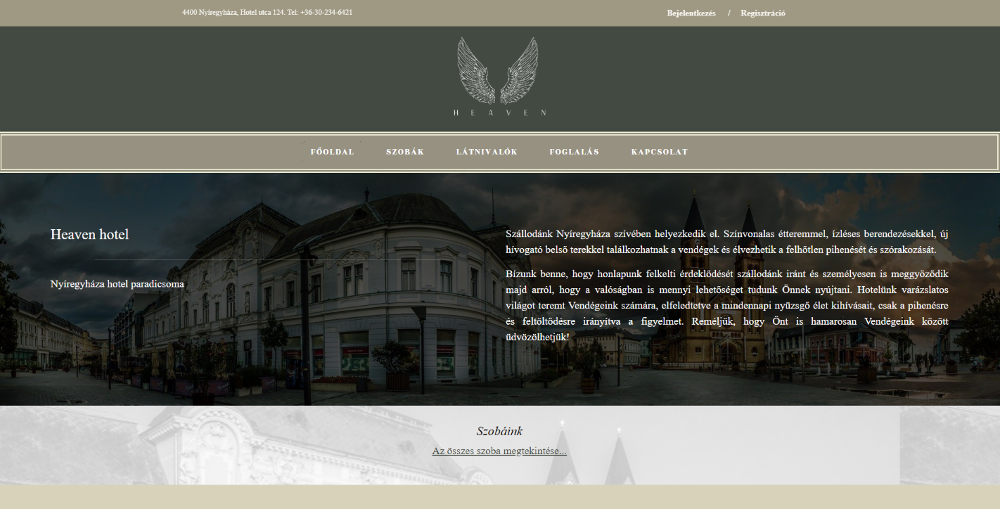 4400 Nyíregyháza, Hotel utca 124. Tel: +36-30-234-6421
Bejelentkezés / Regisztráció
HEAVEN
FŐOLDAL SZOBÁK LÁTNIVALÓK FOGLALÁS KAPCSOLAT
Heaven hotel
Nyíregyháza hotel paradicsoma
Szállodánk Nyíregyháza szívében helyezkedik el. Színvonalas étteremmel, ízléses berendezésekkel, új
hívogató belső terekkel találkozhatnak a vendégek és élvezhetik a felhőtlen pihenését és szórakozását.
Bízunk benne, hogy honlapunk felkelti érdeklődését szállodánk iránt és személyesen is meggyőződik
majd arról, hogy a valóságban is mennyi lehetőséget tudunk Önnek nyújtani. Hotelünk varázslatos
világot teremt Vendégeink számára, elfeledtetve a mindennapi nyüzsgő élet kihívásait, csak a pihenésre
és feltöltődésre irányítva a figyelmet. Reméljük, hogy Önt is hamarosan Vendégeink között
üdvözölhetjük!
Szobáink
Az összes szoba megtekintése...